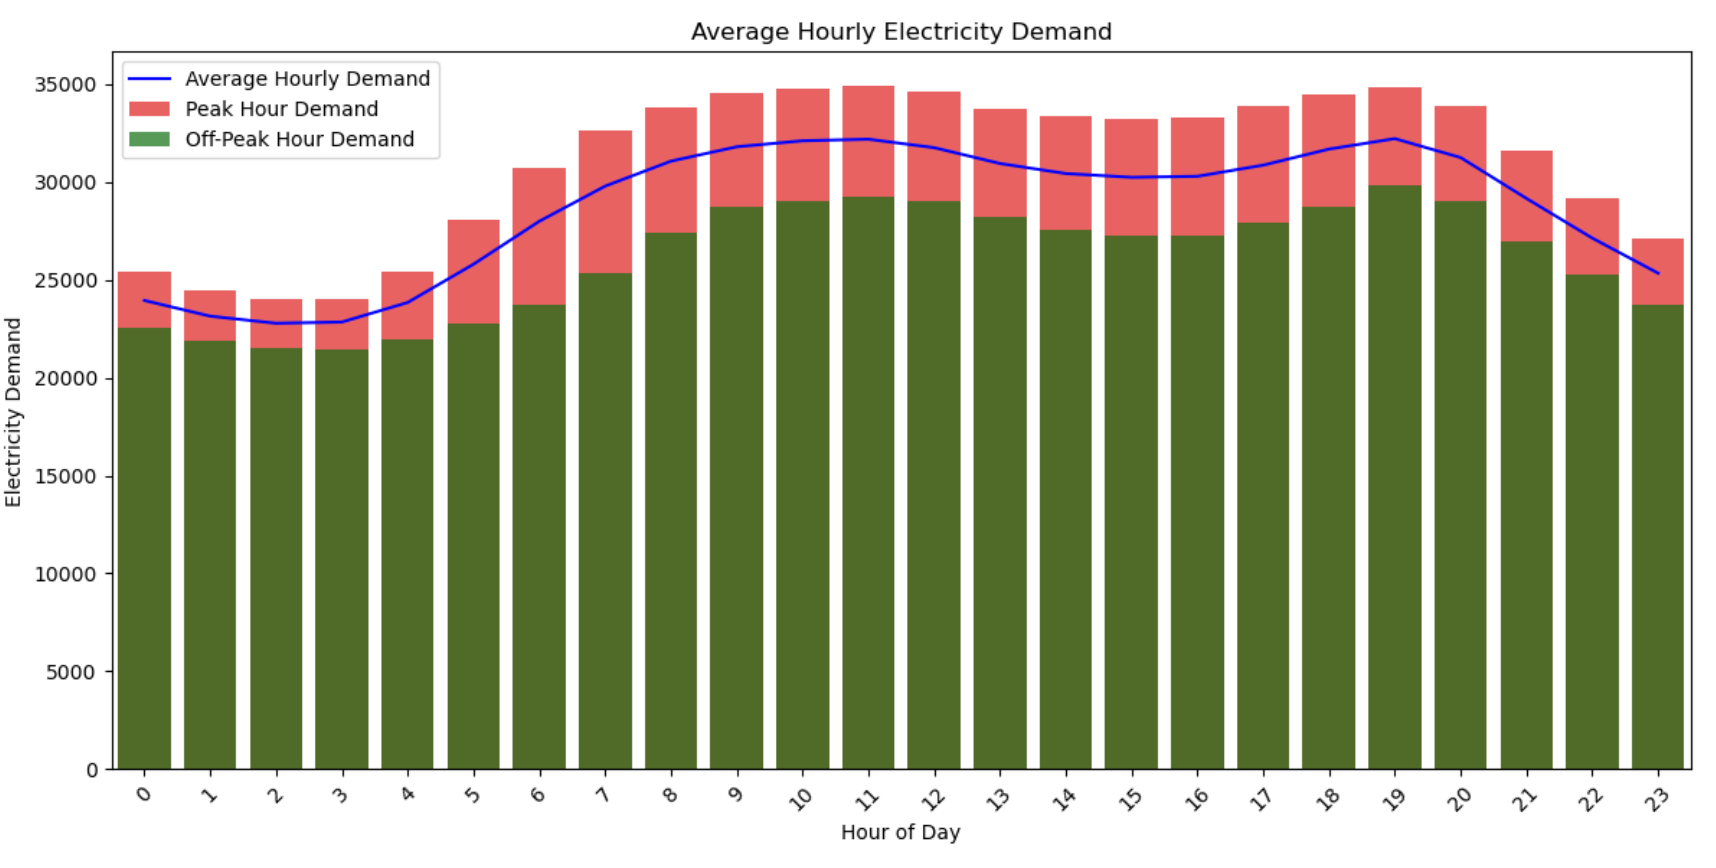 Average Hourly Electricity Demand
Average Hourly Demand
Peak Hour Demand
Off-Peak Hour Demand
35000
30000
25000
20000
15000
10000
5000
0
Electricity Demand
0 1 2 3 4 5 6 7 8 9 10 11 12 13 14 15 16 17 18 19 20 21 22 23
Hour of Day